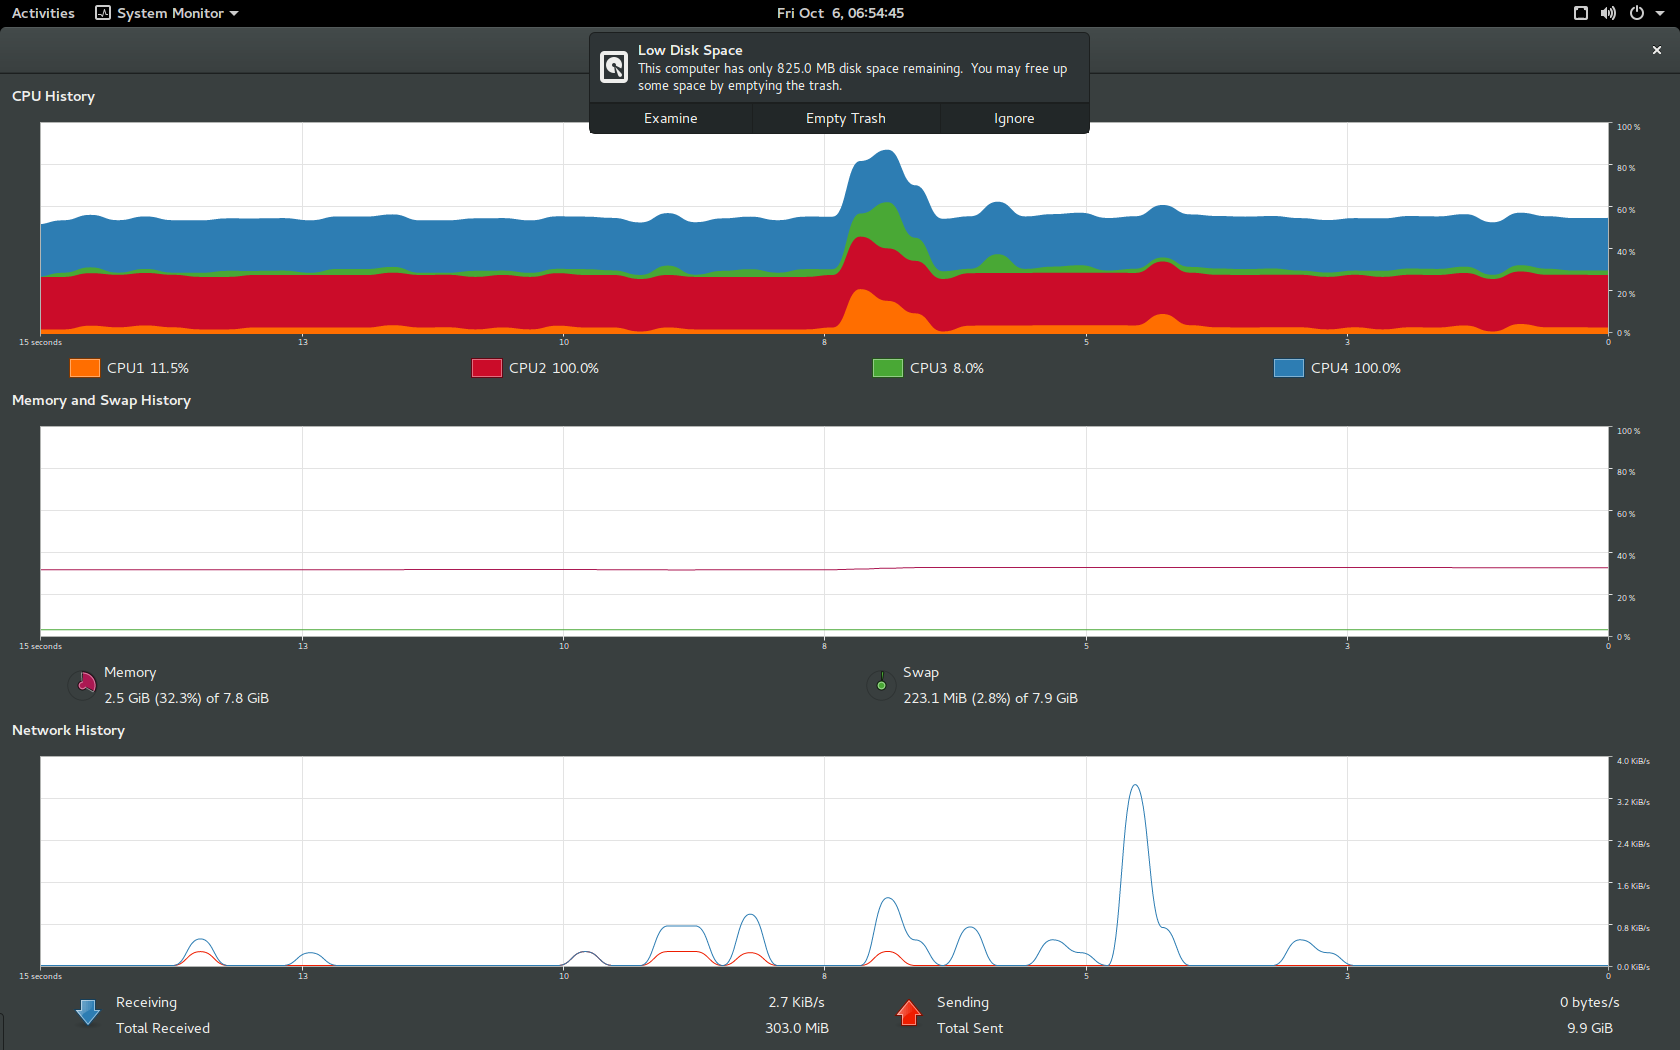 Activities System Monitor Fri Oct 6, 06:54:45
Low Disk Space
This computer has only 825.0 MB disk space remaining. You may free up
some space by emptying the trash.
Examine Empty Trash Ignore
CPU History
100 %
80 %
60 %
40 %
20 %
0 %
15 seconds 13 10 8 5 3 0
CPU1 11.5% CPU2 100.0% CPU3 8.0% CPU4 100.0%
Memory and Swap History
100 %
80 %
60 %
40 %
20 %
0 %
15 seconds 13 10 8 5 3 0
Memory
2.5 GiB (32.3%) of 7.8 GiB
Swap
223.1 MiB (2.8%) of 7.9 GiB
Network History
4.0 KiB/s
3.2 KiB/s
2.4 KiB/s
1.6 KiB/s
0.8 KiB/s
0.0 KiB/s
15 seconds 13 10 8 5 3 0
Receiving 2.7 KiB/s
Total Received 303.0 MiB
Sending 0 bytes/s
Total Sent 9.9 GiB